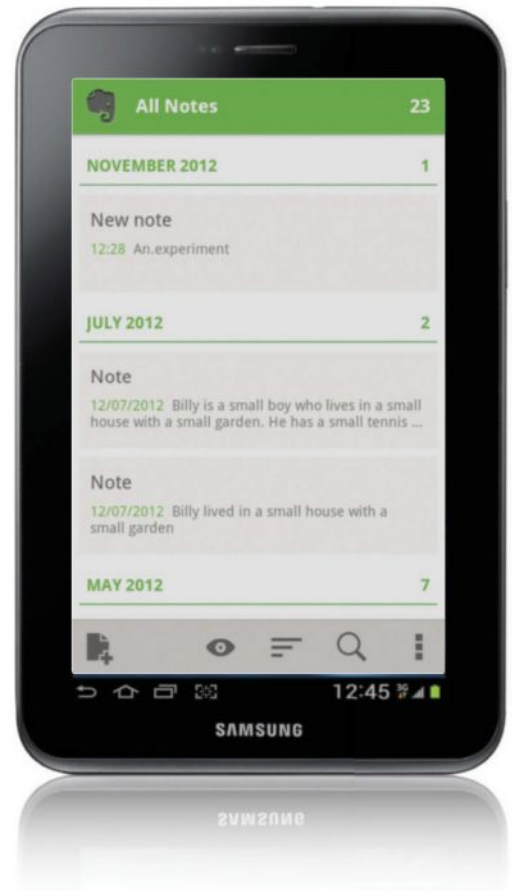 All Notes 23
NOVEMBER 2012 1
New note
12:28 An.experiment
JULY 2012 2
Note
12/07/2012 Billy is a small boy who lives in a small
house with a small garden. He has a small tennis ...
Note
12/07/2012 Billy lived in a small house with a
small garden
MAY 2012 7
12:45 3G
SAMSUNG
SAMSUNG